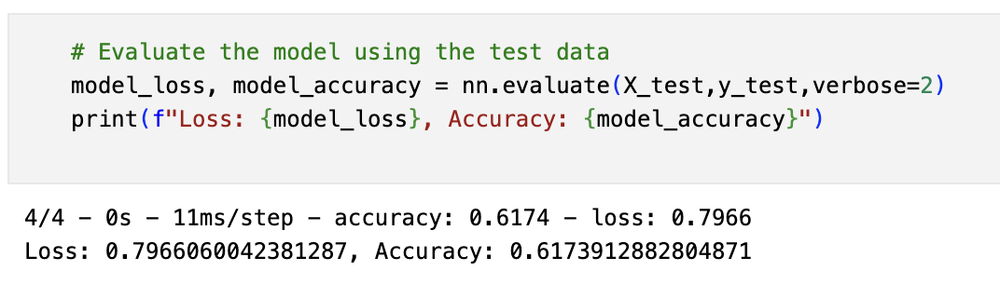 # Evaluate the model using the test data
model_loss, model_accuracy = nn.evaluate(X_test,y_test,verbose=2)
print(f"Loss: {model_loss}, Accuracy: {model_accuracy}")
4/4 – 0s – 11ms/step – accuracy: 0.6174 – loss: 0.7966
Loss: 0.7966060042381287, Accuracy: 0.6173912882804871